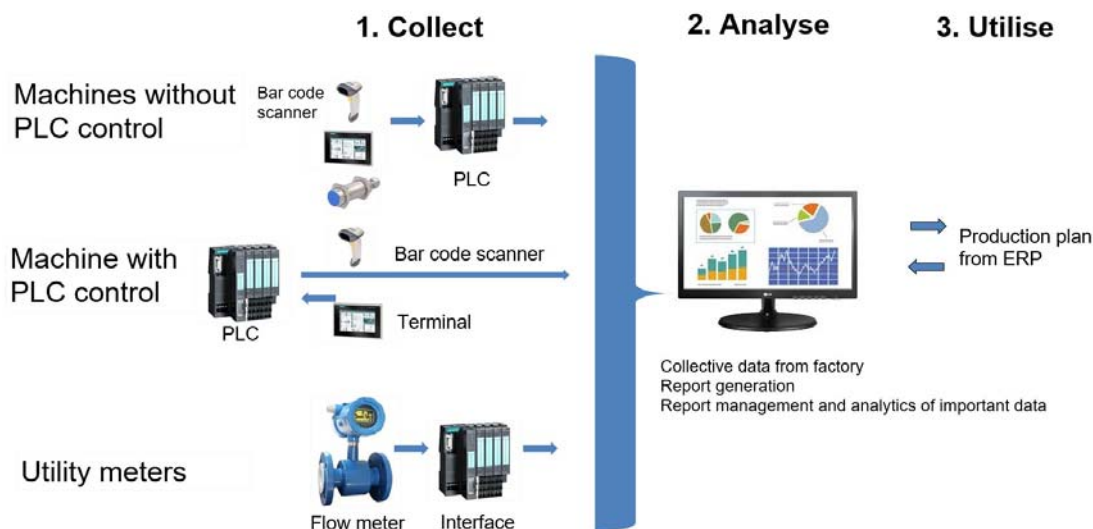 1. Collect
2. Analyse
3. Utilise
Machines without
PLC control
Bar code
scanner
PLC
Machine with
PLC control
PLC
Bar code scanner
Terminal
Production plan
from ERP
Collective data from factory
Report generation
Report management and analytics of important data
Utility meters
Flow meter
Interface